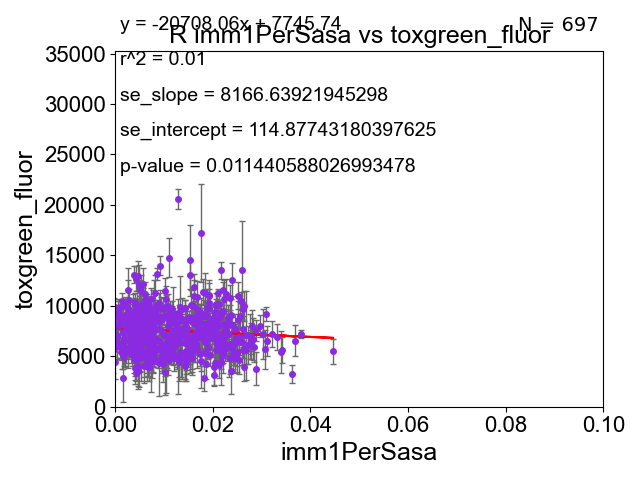 y = -20708.06x + 7745.74
N = 697
R imm1PerSasa vs toxgreen_fluor
r^2 = 0.01
se_slope = 8166.63921945298
se_intercept = 114.87743180397625
p-value = 0.011440588026993478
35000
30000
25000
20000
15000
10000
5000
0
toxgreen_fluor
0.00 0.02 0.04 0.06 0.08 0.10
imm1PerSasa